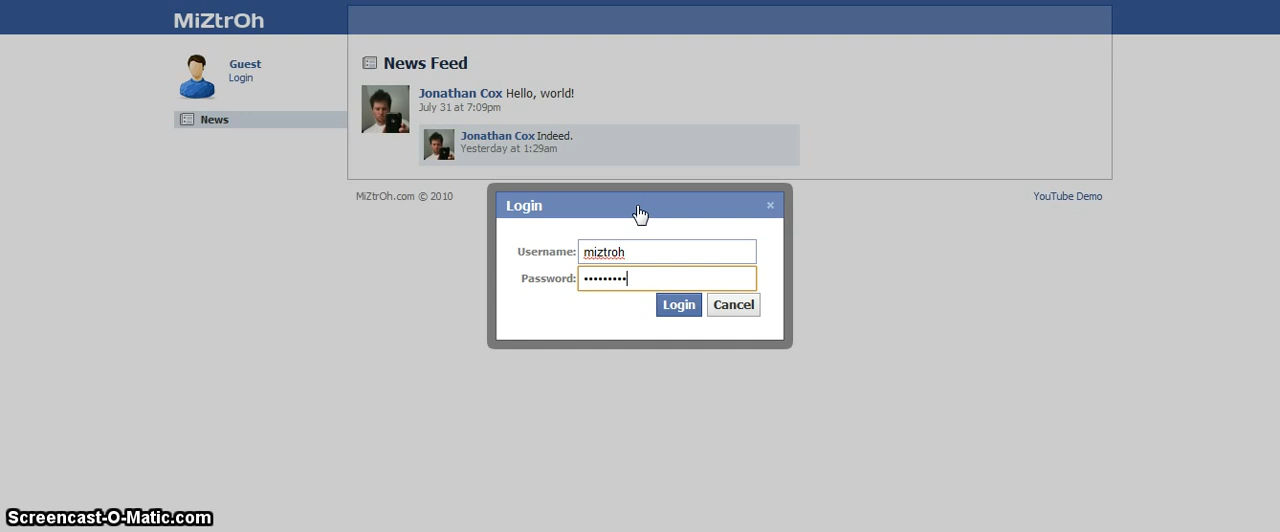 MiZtrOh
Guest
Login
News
News Feed
Jonathan Cox Hello, world!
July 31 at 7:09pm
Jonathan Cox Indeed.
Yesterday at 1:29am
MiZtrOh.com © 2010
YouTube Demo
Login ×
Username: miztroh
Password: •••••••••
Login Cancel
Screencast-O-Matic.com